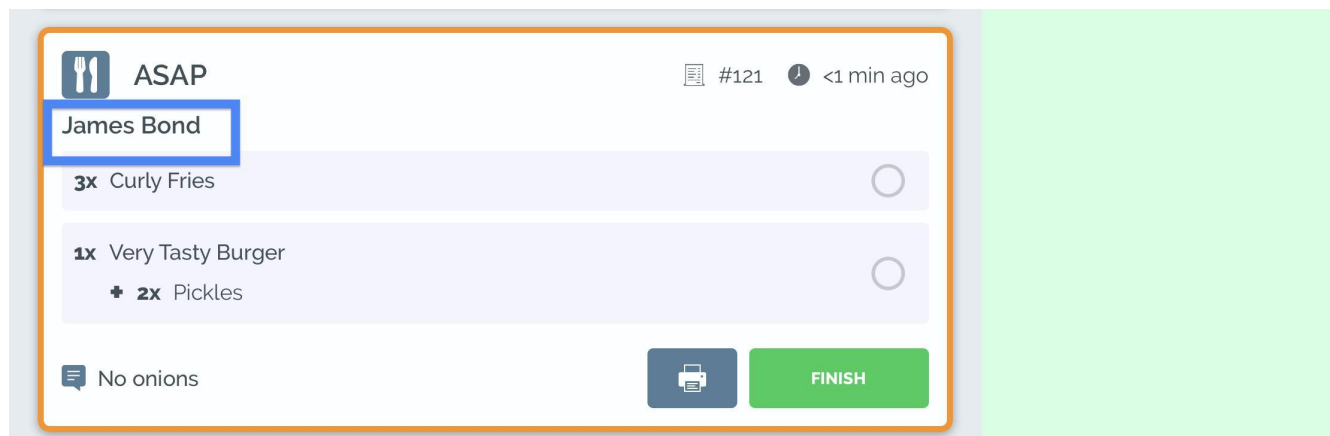 ASAP #121 <1 min ago
James Bond
3x Curly Fries
1x Very Tasty Burger
+ 2x Pickles
No onions FINISH